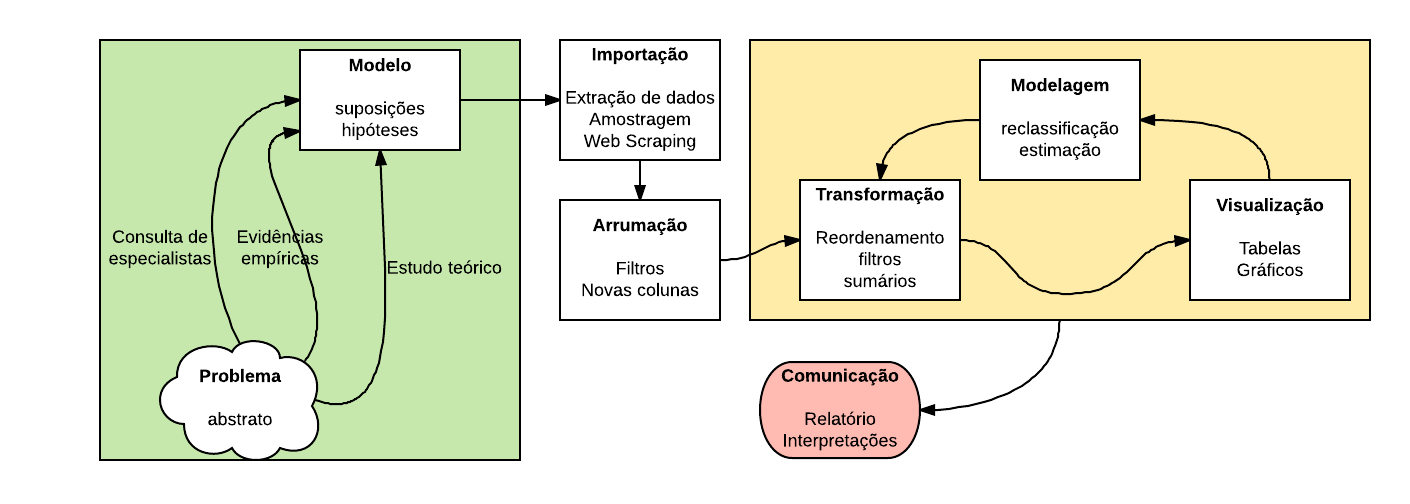 Modelo
suposições
hipóteses
Consulta de
especialistas
Evidências
empíricas
Estudo teórico
Problema
abstrato
Importação
Extração de dados
Amostragem
Web Scraping
Arrumação
Filtros
Novas colunas
Modelagem
reclassificação
estimação
Transformação
Reordenamento
filtros
sumários
Visualização
Tabelas
Gráficos
Comunicação
Relatório
Interpretações